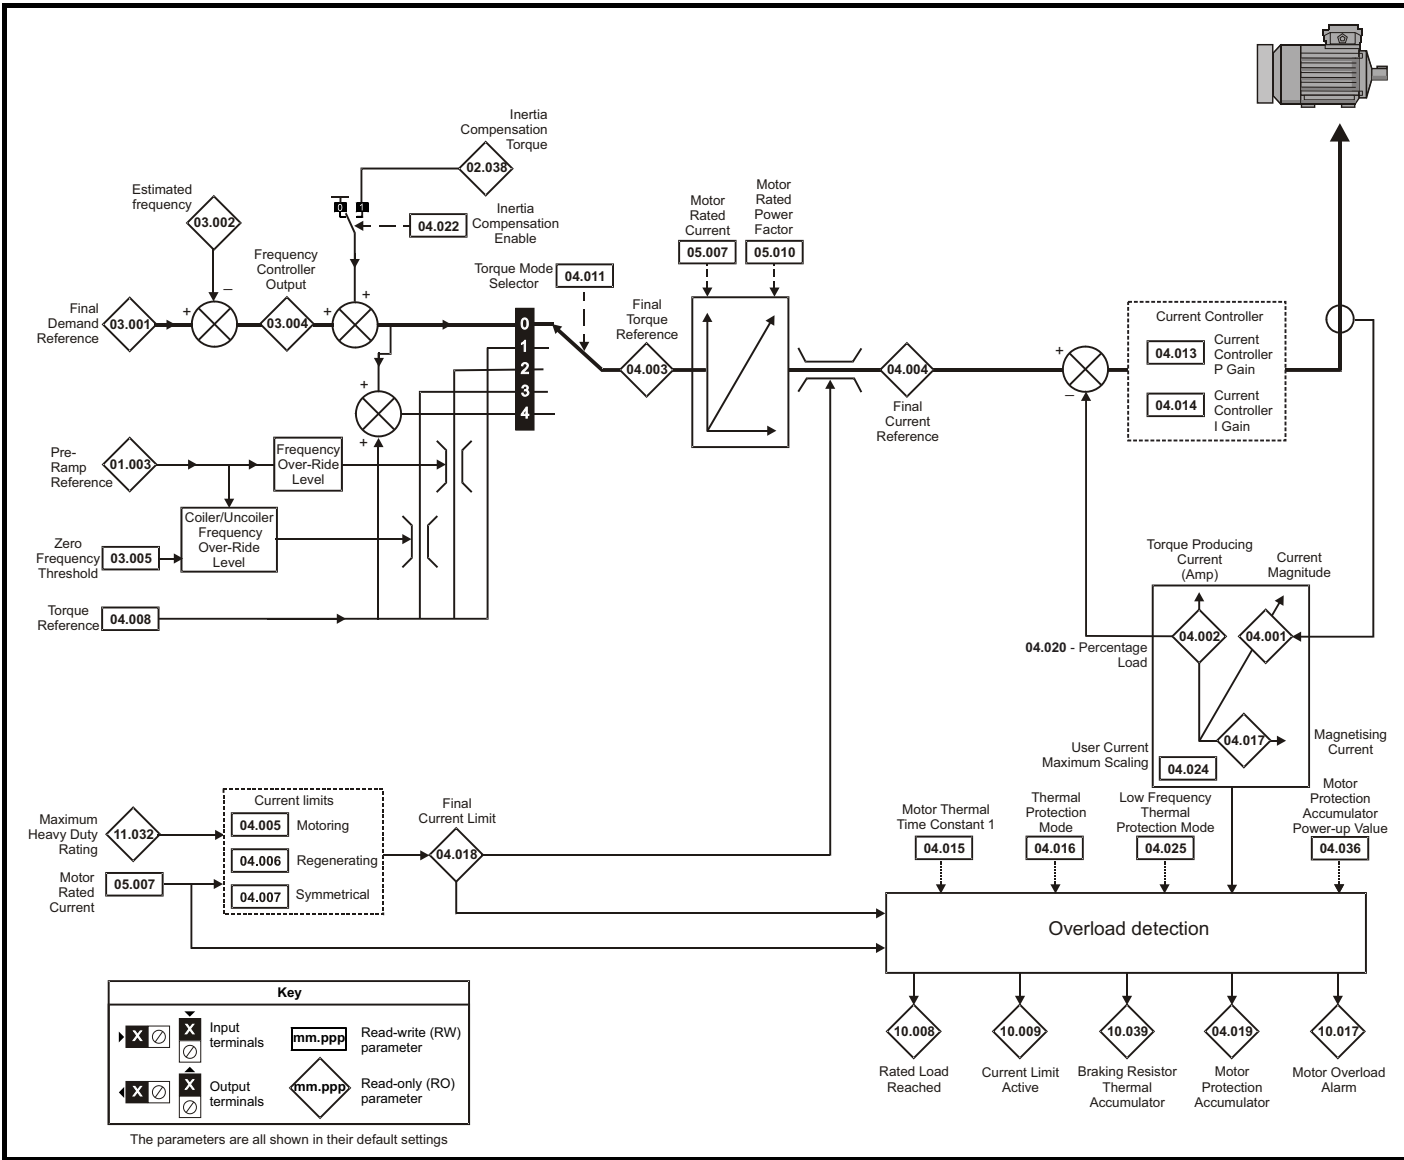 Inertia
Compensation
Torque
02.038
Estimated
frequency
03.002
0 1
04.022
Inertia
Compensation
Enable
Frequency
Controller
Output
Final
Demand
Reference
03.001
+
–
03.004
+
+
Torque Mode
Selector
04.011
0
1
2
3
4
Final
Torque
Reference
04.003
Motor
Rated
Current
05.007
Motor
Rated
Power
Factor
05.010
04.004
Final
Current
Reference
+
–
Current Controller
04.013
Current
Controller
P Gain
04.014
Current
Controller
I Gain
+
+
Pre-
Ramp
Reference
01.003
Frequency
Over-Ride
Level
Coiler/Uncoiler
Frequency
Over-Ride
Level
Zero
Frequency
Threshold
03.005
Torque
Reference
04.008
Torque Producing
Current
(Amp)
Current
Magnitude
04.002
04.001
04.020 - Percentage
Load
04.017
Magnetising
Current
User Current
Maximum Scaling
04.024
Maximum
Heavy Duty
Rating
11.032
Motor
Rated
Current
05.007
Current limits
04.005 Motoring
04.006 Regenerating
04.007 Symmetrical
Final
Current Limit
04.018
Motor Thermal
Time Constant 1
04.015
Thermal
Protection
Mode
04.016
Low Frequency
Thermal
Protection Mode
04.025
Motor
Protection
Accumulator
Power-up Value
04.036
Overload detection
10.008
Rated Load
Reached
10.009
Current Limit
Active
10.039
Braking Resistor
Thermal
Accumulator
04.019
Motor
Protection
Accumulator
10.017
Motor Overload
Alarm
Key
X
X
Input
terminals
mm.ppp
Read-write (RW)
parameter
X
X
Output
terminals
mm.ppp
Read-only (RO)
parameter
The parameters are all shown in their default settings